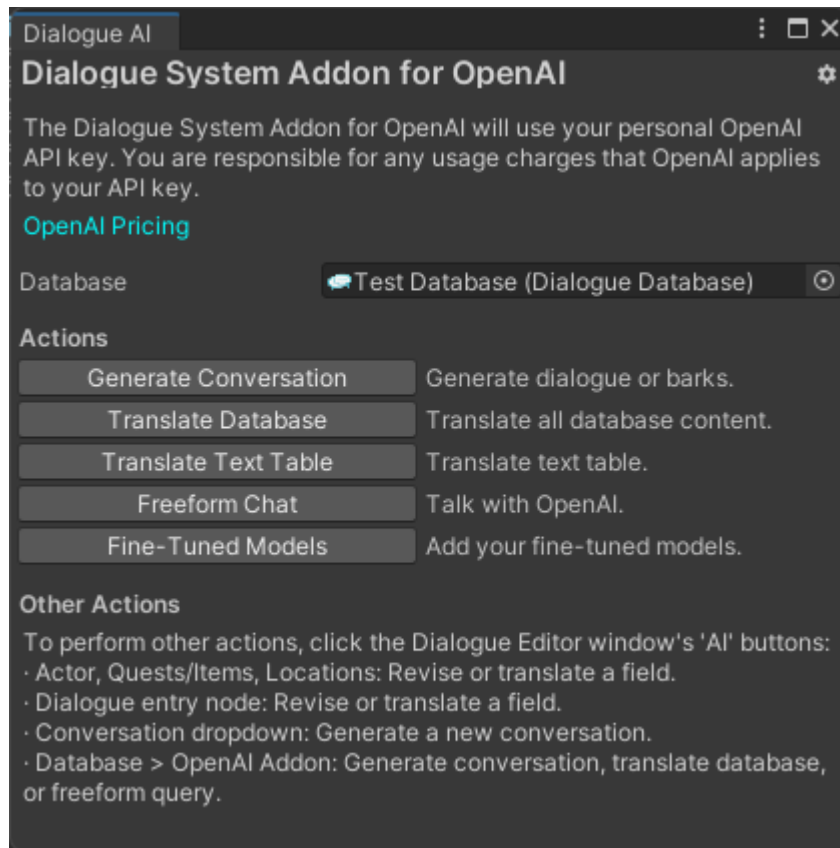 Dialogue AI
Dialogue System Addon for OpenAI
The Dialogue System Addon for OpenAI will use your personal OpenAI
API key. You are responsible for any usage charges that OpenAI applies
to your API key.
OpenAI Pricing
Database Test Database (Dialogue Database)
Actions
Generate Conversation Generate dialogue or barks.
Translate Database Translate all database content.
Translate Text Table Translate text table.
Freeform Chat Talk with OpenAI.
Fine-Tuned Models Add your fine-tuned models.
Other Actions
To perform other actions, click the Dialogue Editor window's 'AI' buttons:
· Actor, Quests/Items, Locations: Revise or translate a field.
· Dialogue entry node: Revise or translate a field.
· Conversation dropdown: Generate a new conversation.
· Database > OpenAI Addon: Generate conversation, translate database,
or freeform query.